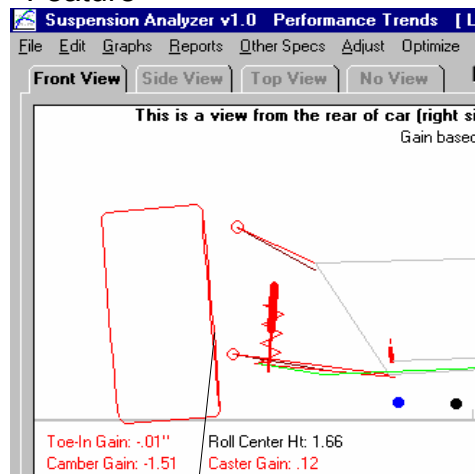 Suspension Analyzer v1.0 Performance Trends [
File Edit Graphs Reports Other Specs Adjust Optimize
Front View Side View Top View No View
This is a view from the rear of car (right si
Gain based
Toe-In Gain: -.01" Roll Center Ht: 1.66
Camber Gain: -1.51 Caster Gain: .12